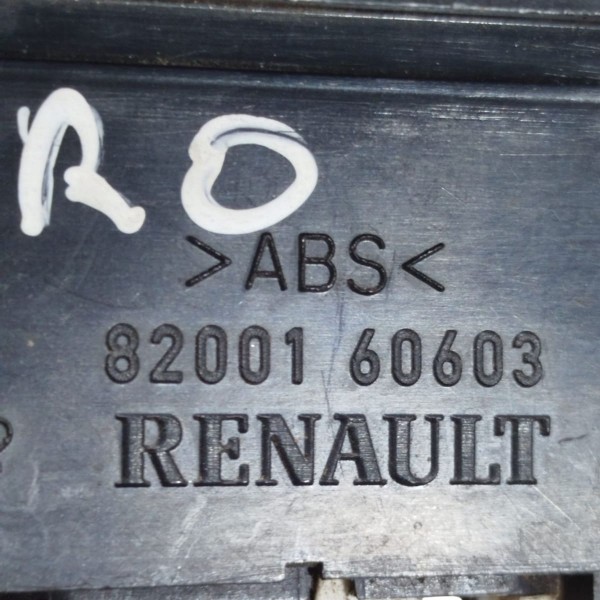 RO
>ABS<
82001 60603
RENAULT